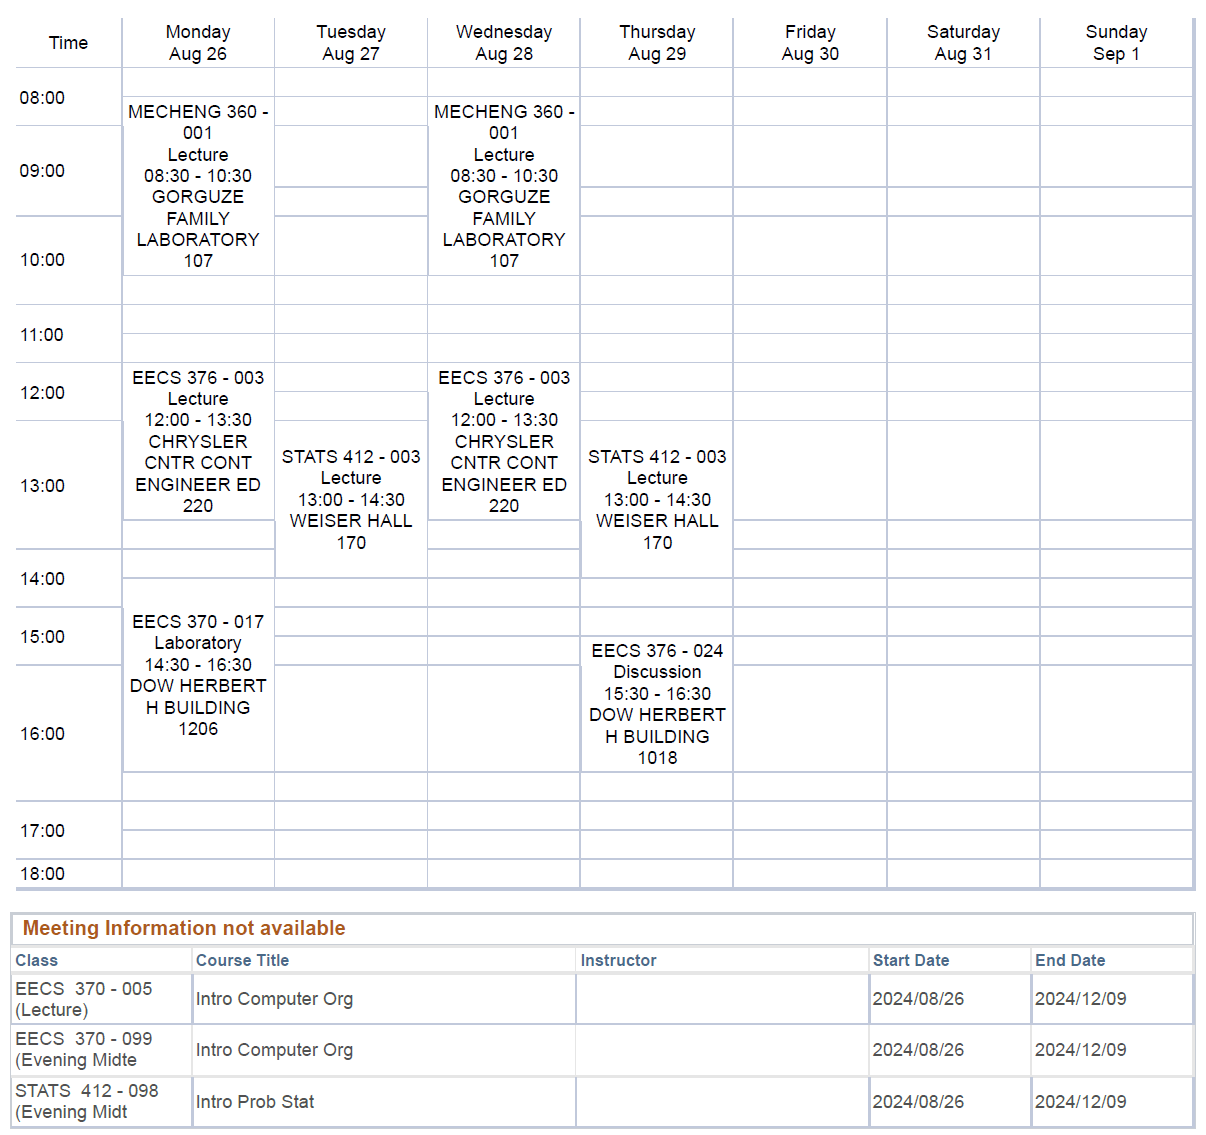 Time
Monday
Aug 26
Tuesday
Aug 27
Wednesday
Aug 28
Thursday
Aug 29
Friday
Aug 30
Saturday
Aug 31
Sunday
Sep 1
08:00
MECHENG 360 -
001
Lecture
08:30 - 10:30
GORGUZE
FAMILY
LABORATORY
107
MECHENG 360 -
001
Lecture
08:30 - 10:30
GORGUZE
FAMILY
LABORATORY
107
09:00
10:00
11:00
12:00
EECS 376 - 003
Lecture
12:00 - 13:30
CHRYSLER
CNTR CONT
ENGINEER ED
220
EECS 376 - 003
Lecture
12:00 - 13:30
CHRYSLER
CNTR CONT
ENGINEER ED
220
13:00
STATS 412 - 003
Lecture
13:00 - 14:30
WEISER HALL
170
STATS 412 - 003
Lecture
13:00 - 14:30
WEISER HALL
170
14:00
EECS 370 - 017
Laboratory
14:30 - 16:30
DOW HERBERT
H BUILDING
1206
15:00
EECS 376 - 024
Discussion
15:30 - 16:30
DOW HERBERT
H BUILDING
1018
16:00
17:00
18:00
Meeting Information not available
Class Course Title Instructor Start Date End Date
EECS 370 - 005
(Lecture)
Intro Computer Org 2024/08/26 2024/12/09
EECS 370 - 099
(Evening Midte
Intro Computer Org 2024/08/26 2024/12/09
STATS 412 - 098
(Evening Midt
Intro Prob Stat 2024/08/26 2024/12/09